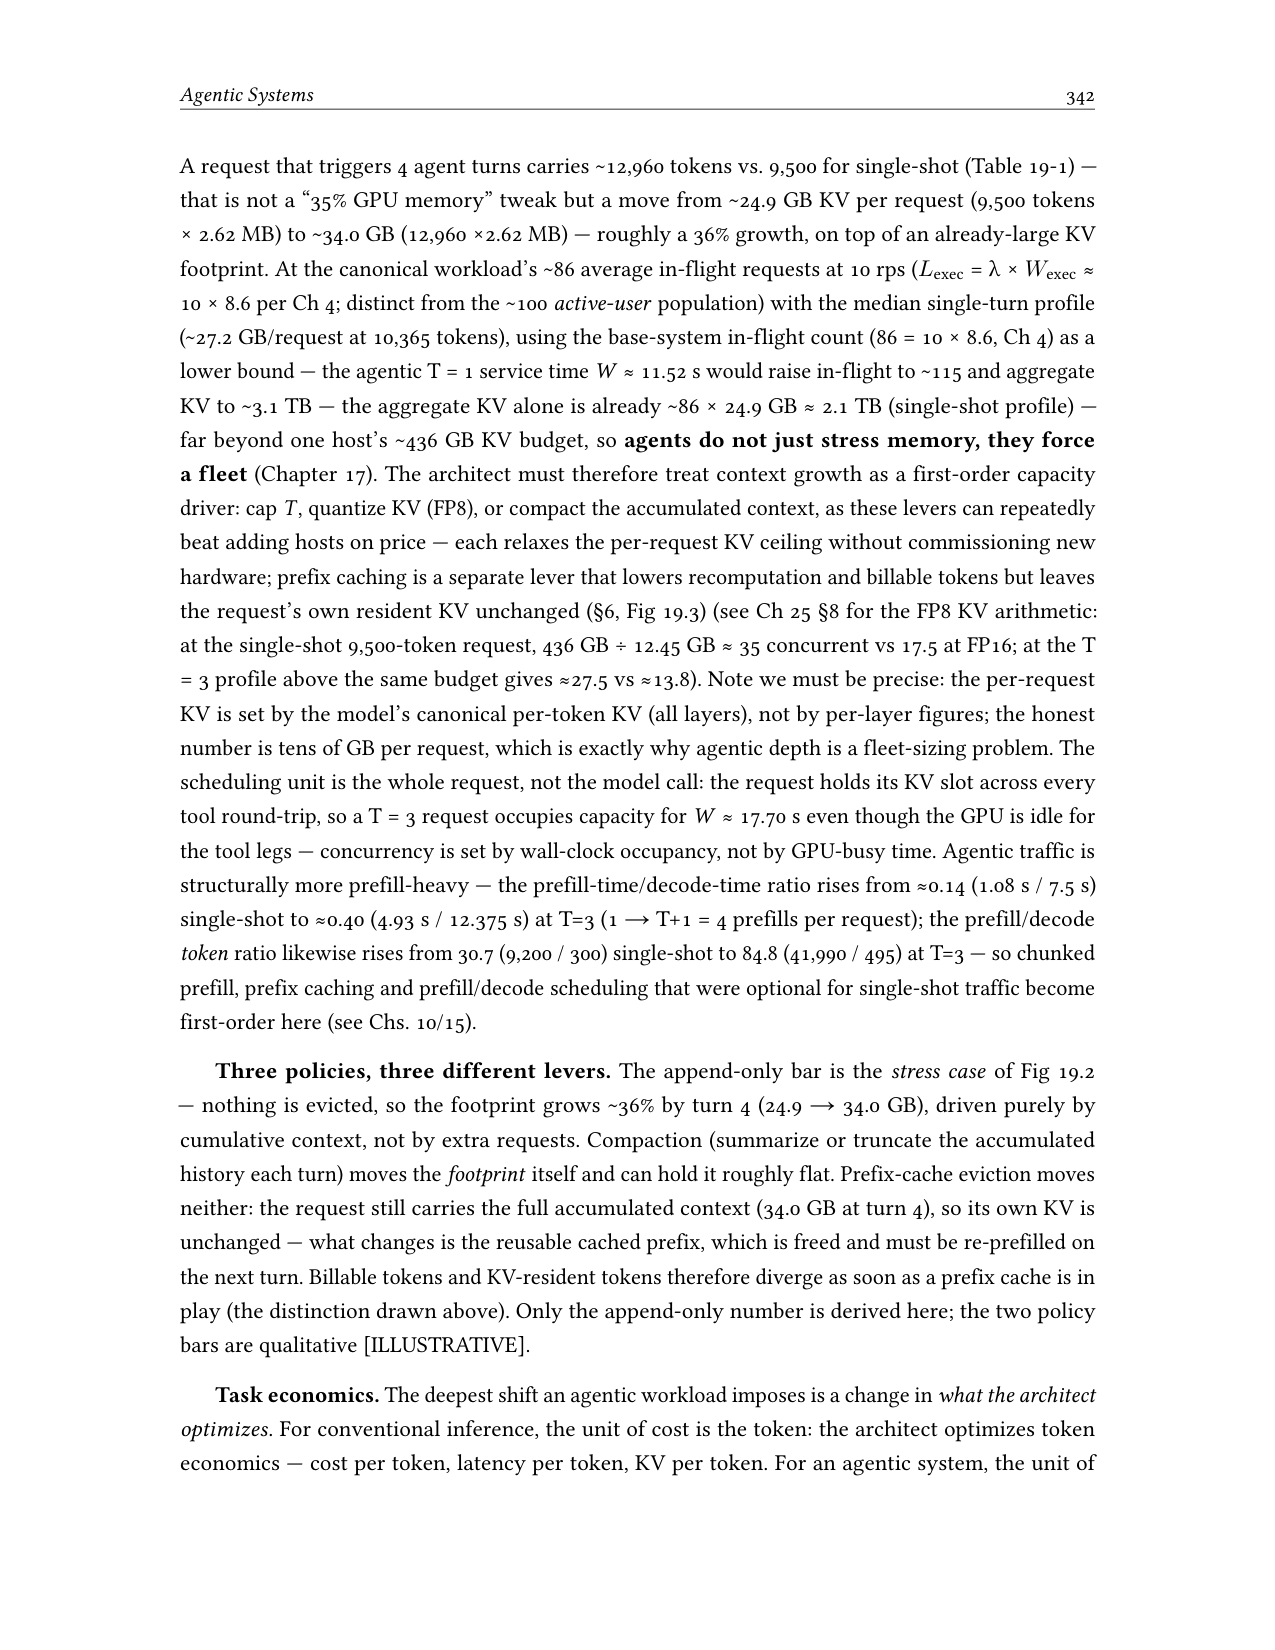 Agentic Systems 342
A request that triggers 4 agent turns carries ~12,960 tokens vs. 9,500 for single-shot (Table 19-1) —
that is not a “35% GPU memory” tweak but a move from ~24.9 GB KV per request (9,500 tokens
× 2.62 MB) to ~34.0 GB (12,960 ×2.62 MB) — roughly a 36% growth, on top of an already-large KV
footprint. At the canonical workload’s ~86 average in-flight requests at 10 rps (L_exec = λ × W_exec ≈
10 × 8.6 per Ch 4; distinct from the ~100 active-user population) with the median single-turn profile
(~27.2 GB/request at 10,365 tokens), using the base-system in-flight count (86 = 10 × 8.6, Ch 4) as a
lower bound — the agentic T = 1 service time W ≈ 11.52 s would raise in-flight to ~115 and aggregate
KV to ~3.1 TB — the aggregate KV alone is already ~86 × 24.9 GB ≈ 2.1 TB (single-shot profile) —
far beyond one host’s ~436 GB KV budget, so agents do not just stress memory, they force
a fleet (Chapter 17). The architect must therefore treat context growth as a first-order capacity
driver: cap T, quantize KV (FP8), or compact the accumulated context, as these levers can repeatedly
beat adding hosts on price — each relaxes the per-request KV ceiling without commissioning new
hardware; prefix caching is a separate lever that lowers recomputation and billable tokens but leaves
the request’s own resident KV unchanged (§6, Fig 19.3) (see Ch 25 §8 for the FP8 KV arithmetic:
at the single-shot 9,500-token request, 436 GB ÷ 12.45 GB ≈ 35 concurrent vs 17.5 at FP16; at the T
= 3 profile above the same budget gives ≈27.5 vs ≈13.8). Note we must be precise: the per-request
KV is set by the model’s canonical per-token KV (all layers), not by per-layer figures; the honest
number is tens of GB per request, which is exactly why agentic depth is a fleet-sizing problem. The
scheduling unit is the whole request, not the model call: the request holds its KV slot across every
tool round-trip, so a T = 3 request occupies capacity for W ≈ 17.70 s even though the GPU is idle for
the tool legs — concurrency is set by wall-clock occupancy, not by GPU-busy time. Agentic traffic is
structurally more prefill-heavy — the prefill-time/decode-time ratio rises from ≈0.14 (1.08 s / 7.5 s)
single-shot to ≈0.40 (4.93 s / 12.375 s) at T=3 (1 → T+1 = 4 prefills per request); the prefill/decode
token ratio likewise rises from 30.7 (9,200 / 300) single-shot to 84.8 (41,990 / 495) at T=3 — so chunked
prefill, prefix caching and prefill/decode scheduling that were optional for single-shot traffic become
first-order here (see Chs. 10/15).
Three policies, three different levers. The append-only bar is the stress case of Fig 19.2
— nothing is evicted, so the footprint grows ~36% by turn 4 (24.9 → 34.0 GB), driven purely by
cumulative context, not by extra requests. Compaction (summarize or truncate the accumulated
history each turn) moves the footprint itself and can hold it roughly flat. Prefix-cache eviction moves
neither: the request still carries the full accumulated context (34.0 GB at turn 4), so its own KV is
unchanged — what changes is the reusable cached prefix, which is freed and must be re-prefilled on
the next turn. Billable tokens and KV-resident tokens therefore diverge as soon as a prefix cache is in
play (the distinction drawn above). Only the append-only number is derived here; the two policy
bars are qualitative [ILLUSTRATIVE].
Task economics. The deepest shift an agentic workload imposes is a change in what the architect
optimizes. For conventional inference, the unit of cost is the token: the architect optimizes token
economics — cost per token, latency per token, KV per token. For an agentic system, the unit of